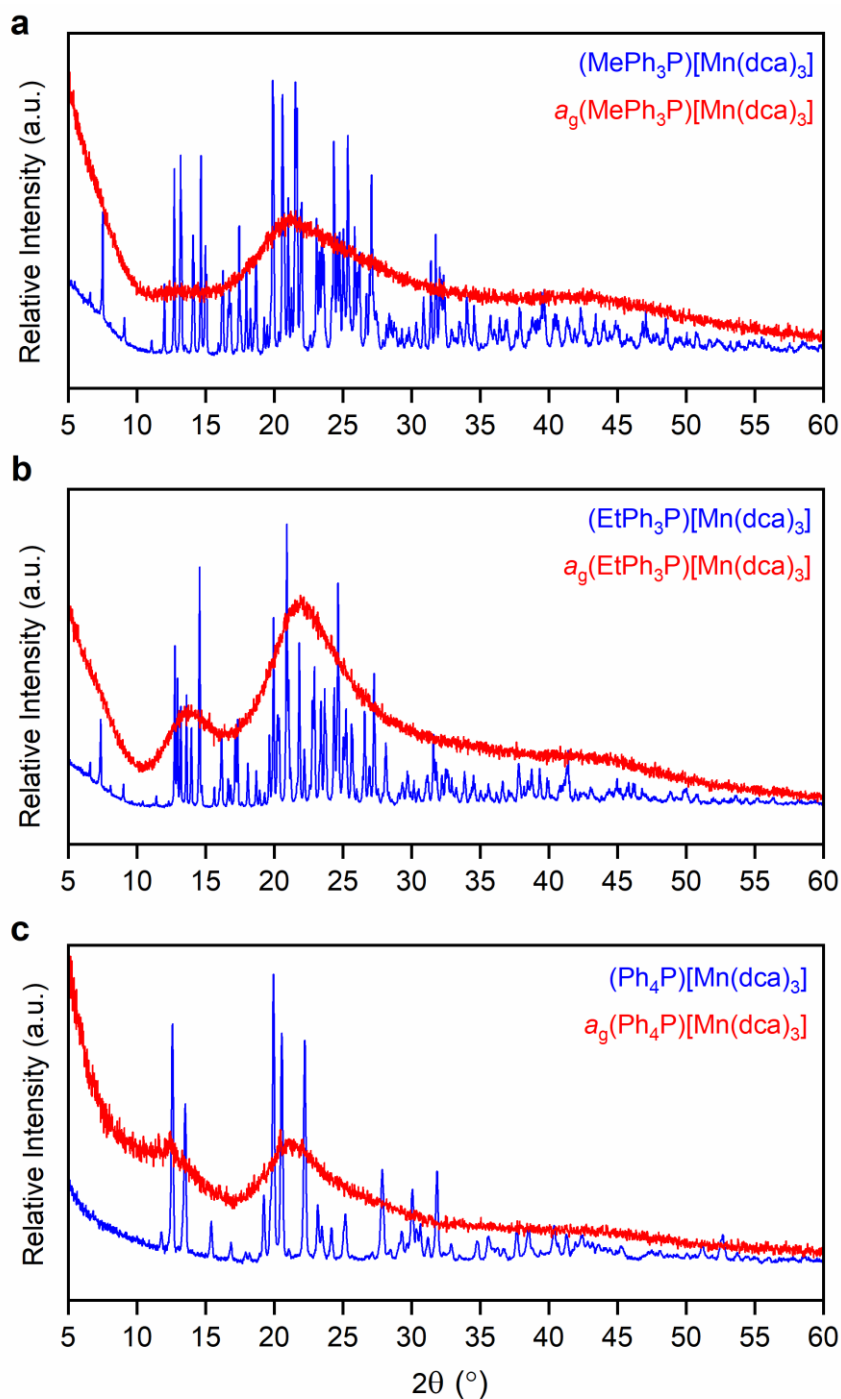 a
(MePh₃P)[Mn(dca)₃]
a_g(MePh₃P)[Mn(dca)₃]
Relative Intensity (a.u.)
5 10 15 20 25 30 35 40 45 50 55 60
b
(EtPh₃P)[Mn(dca)₃]
a_g(EtPh₃P)[Mn(dca)₃]
Relative Intensity (a.u.)
5 10 15 20 25 30 35 40 45 50 55 60
c
(Ph₄P)[Mn(dca)₃]
a_g(Ph₄P)[Mn(dca)₃]
Relative Intensity (a.u.)
5 10 15 20 25 30 35 40 45 50 55 60
2θ (°)